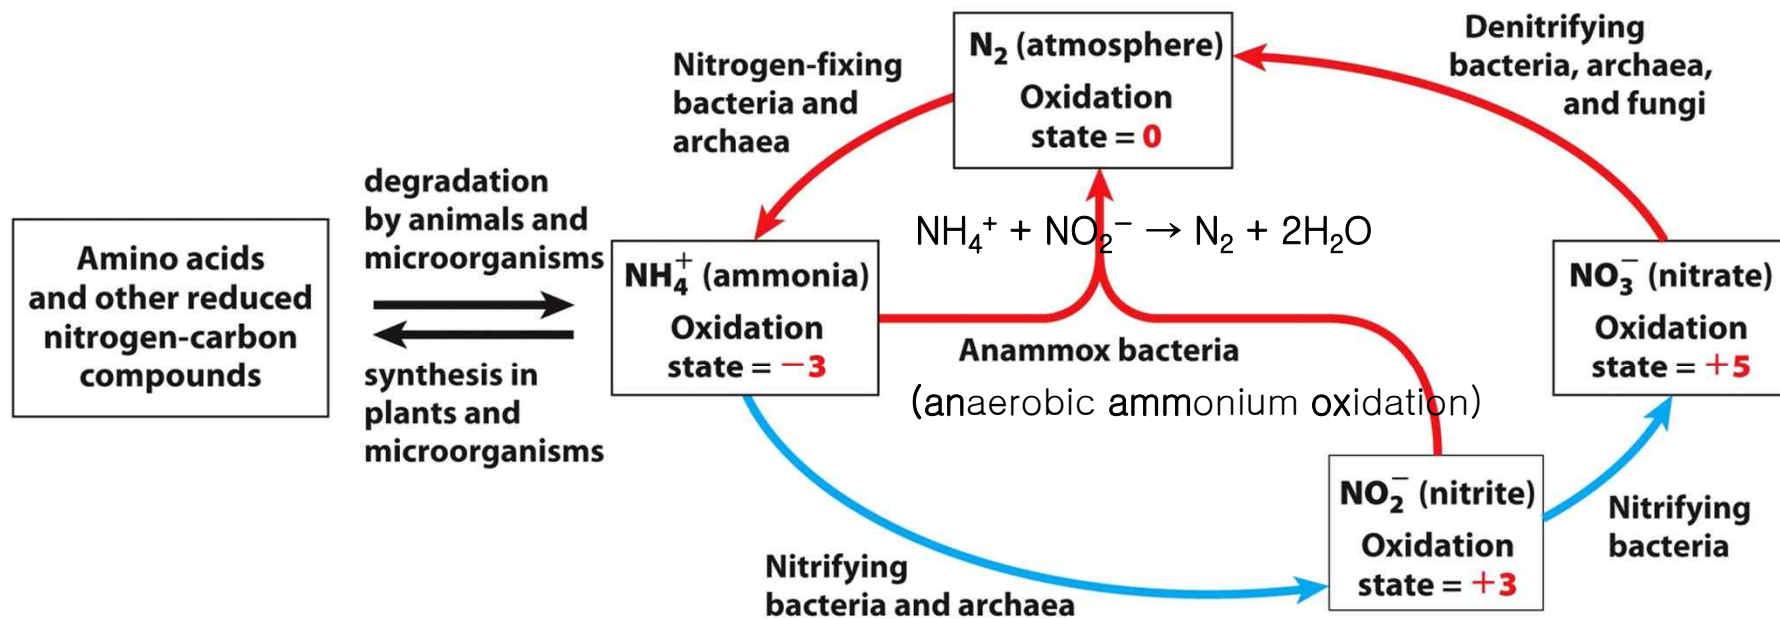 Amino acids
and other reduced
nitrogen-carbon
compounds
degradation
by animals and
microorganisms
synthesis in
plants and
microorganisms
Nitrogen-fixing
bacteria and
archaea
N₂ (atmosphere)
Oxidation
state = 0
Denitrifying
bacteria, archaea,
and fungi
NH₄⁺ (ammonia)
Oxidation
state = −3
NH₄⁺ + NO₂⁻ → N₂ + 2H₂O
Anammox bacteria
(anaerobic ammonium oxidation)
NO₃⁻ (nitrate)
Oxidation
state = +5
NO₂⁻ (nitrite)
Oxidation
state = +3
Nitrifying
bacteria
Nitrifying
bacteria and archaea